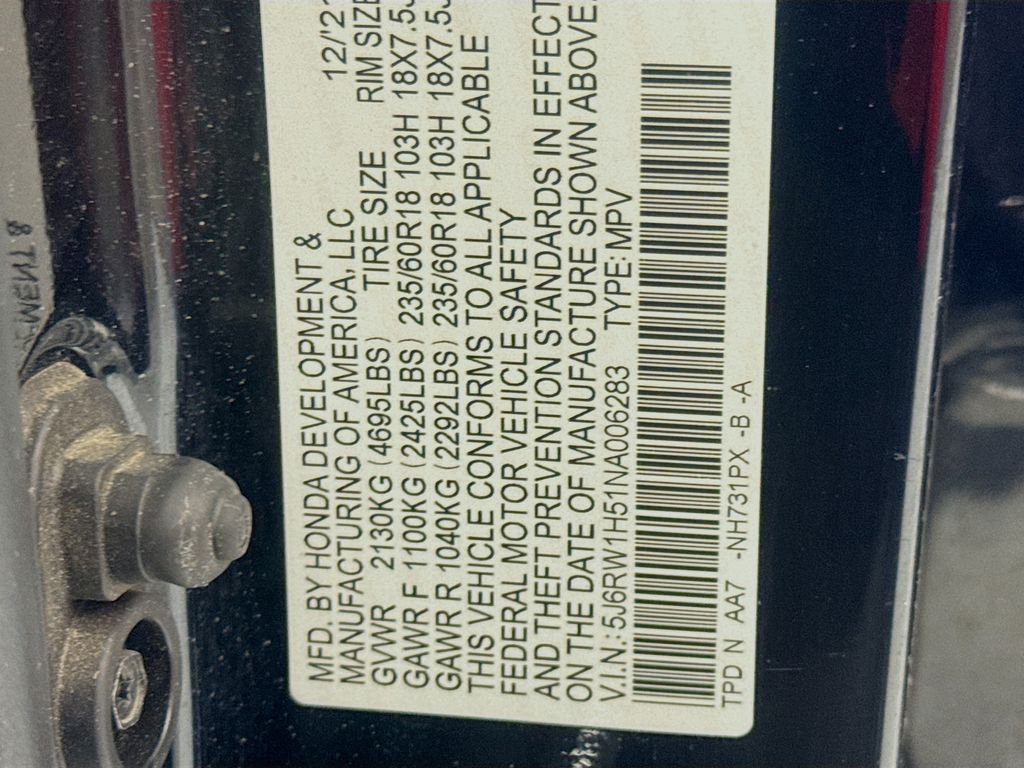 MFD. BY HONDA DEVELOPMENT &
MANUFACTURING OF AMERICA, LLC 12/'21
GVWR 2130KG (4695LBS) TIRE SIZE RIM SIZE
GAWR F 1100KG (2425LBS) 235/60R18 103H 18X7.5J
GAWR R 1040KG (2292LBS) 235/60R18 103H 18X7.5J
THIS VEHICLE CONFORMS TO ALL APPLICABLE
FEDERAL MOTOR VEHICLE SAFETY
AND THEFT PREVENTION STANDARDS IN EFFECT
ON THE DATE OF MANUFACTURE SHOWN ABOVE.
V.I.N.: 5J6RW1H51NA006283 TYPE: MPV
TPD N AA7 -NH731PX -B -A